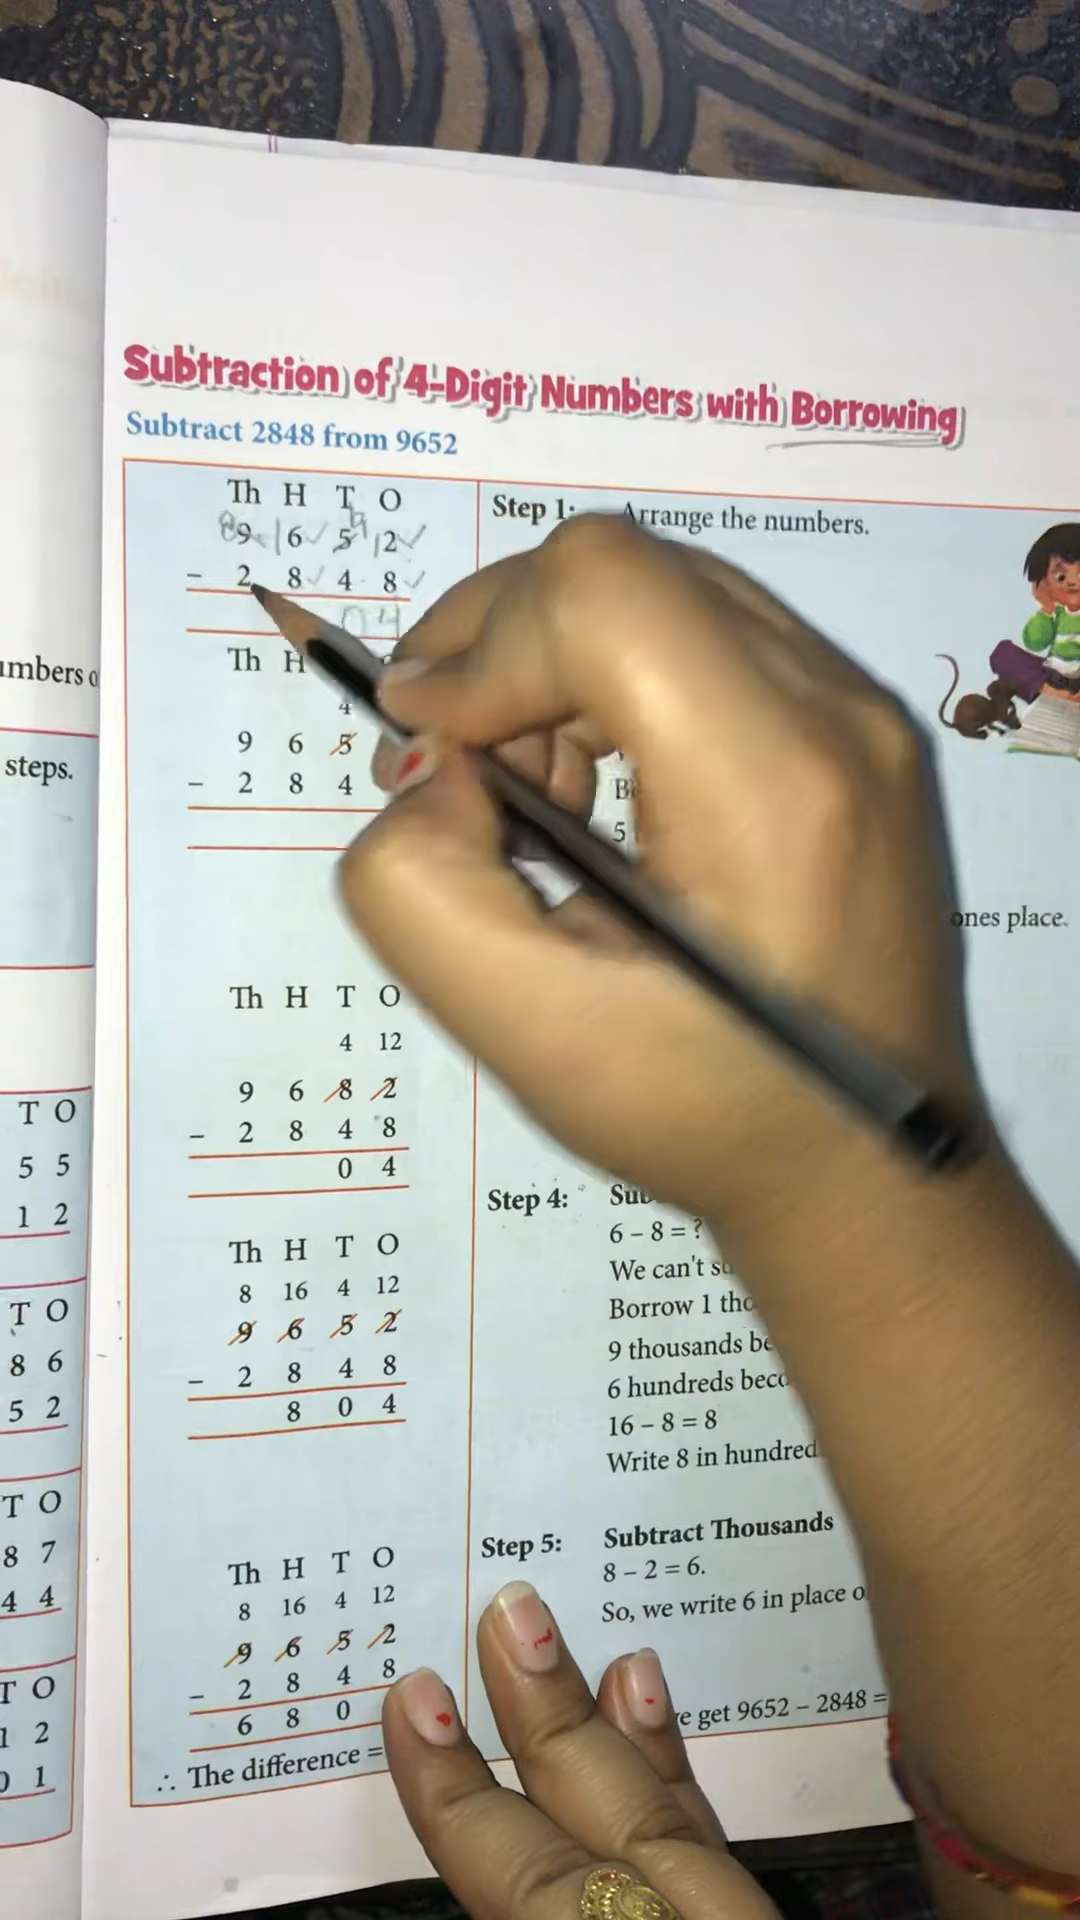 Subtraction of 4-Digit Numbers with Borrowing
Subtract 2848 from 9652
Th H T O
8 4
9 16 5 12
- 2 8 4 8
0 4
Th H
4
9 6 5
- 2 8 4
Th H T O
4 12
9 6 8 2
- 2 8 4 8
0 4
Th H T O
8 16 4 12
9 6 5 2
- 2 8 4 8
8 0 4
Th H T O
8 16 4 12
9 6 5 2
- 2 8 4 8
6 8 0
∴ The difference =
Step 1: Arrange the numbers.
5
ones place.
Step 4:
6 – 8 = ?
We can't
Borrow 1
9 thousands
6 hundreds
16 – 8 = 8
Write 8 in hundred
Step 5: Subtract Thousands
8 – 2 = 6.
So, we write 6 in place
get 9652 – 2848 =
steps.
T O
5 5
1 2
T O
8 6
5 2
T O
8 7
4 4
T O
1 2
0 1